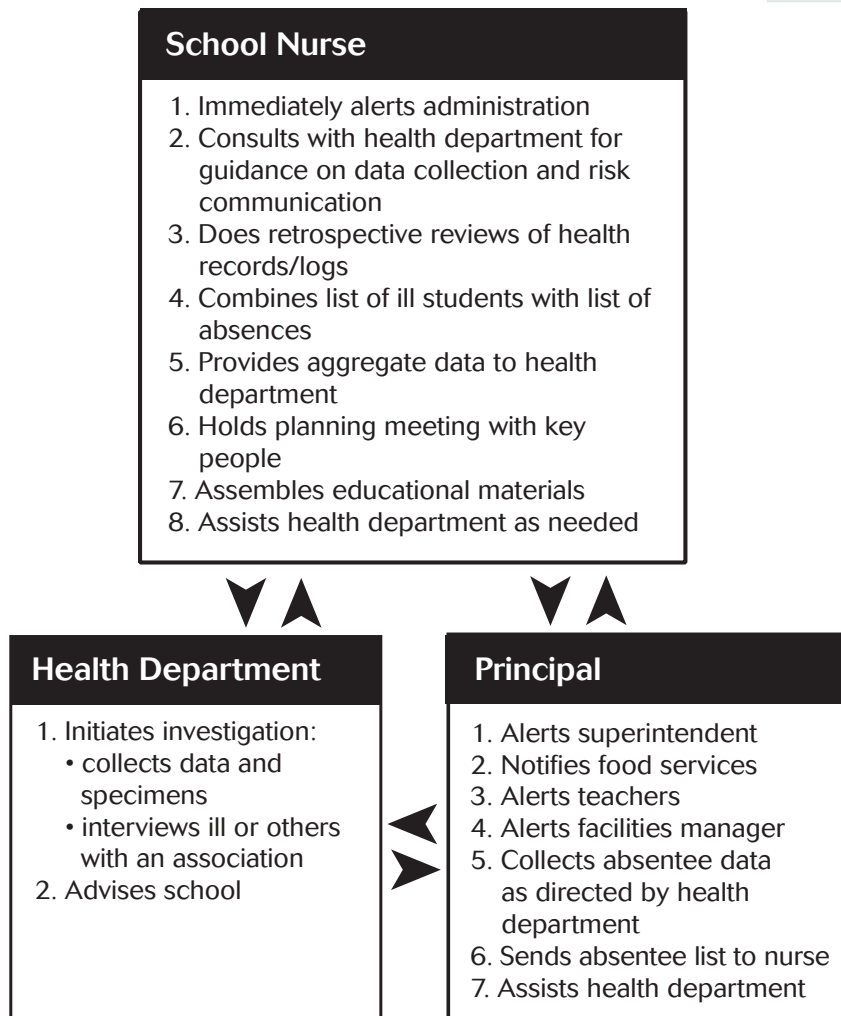 School Nurse
1. Immediately alerts administration
2. Consults with health department for
guidance on data collection and risk
communication
3. Does retrospective reviews of health
records/logs
4. Combines list of ill students with list of
absences
5. Provides aggregate data to health
department
6. Holds planning meeting with key
people
7. Assembles educational materials
8. Assists health department as needed
Health Department
1. Initiates investigation:
• collects data and
specimens
• interviews ill or others
with an association
2. Advises school
Principal
1. Alerts superintendent
2. Notifies food services
3. Alerts teachers
4. Alerts facilities manager
5. Collects absentee data
as directed by health
department
6. Sends absentee list to nurse
7. Assists health department